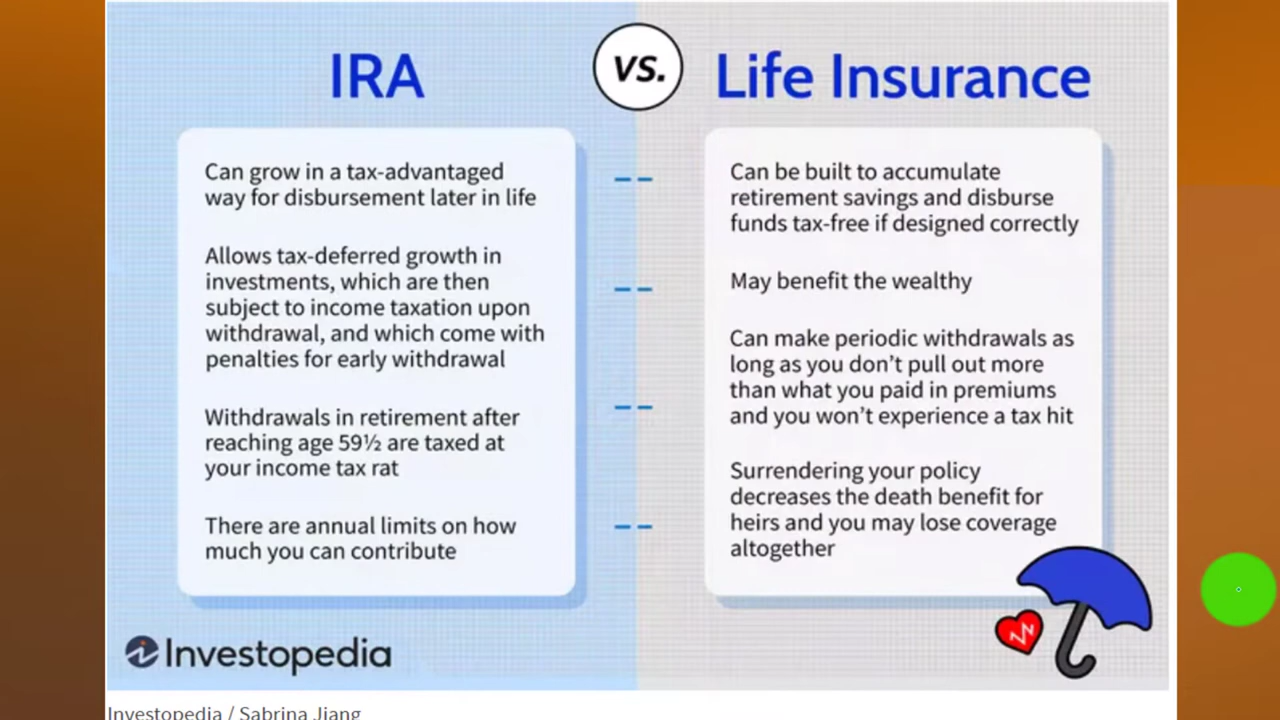 IRA
VS.
Life Insurance
Can grow in a tax-advantaged
way for disbursement later in life
Allows tax-deferred growth in
investments, which are then
subject to income taxation upon
withdrawal, and which come with
penalties for early withdrawal
Withdrawals in retirement after
reaching age 59½ are taxed at
your income tax rat
There are annual limits on how
much you can contribute
Can be built to accumulate
retirement savings and disburse
funds tax-free if designed correctly
May benefit the wealthy
Can make periodic withdrawals as
long as you don’t pull out more
than what you paid in premiums
and you won’t experience a tax hit
Surrendering your policy
decreases the death benefit for
heirs and you may lose coverage
altogether
Investopedia
Investopedia / Sabrina Jiang